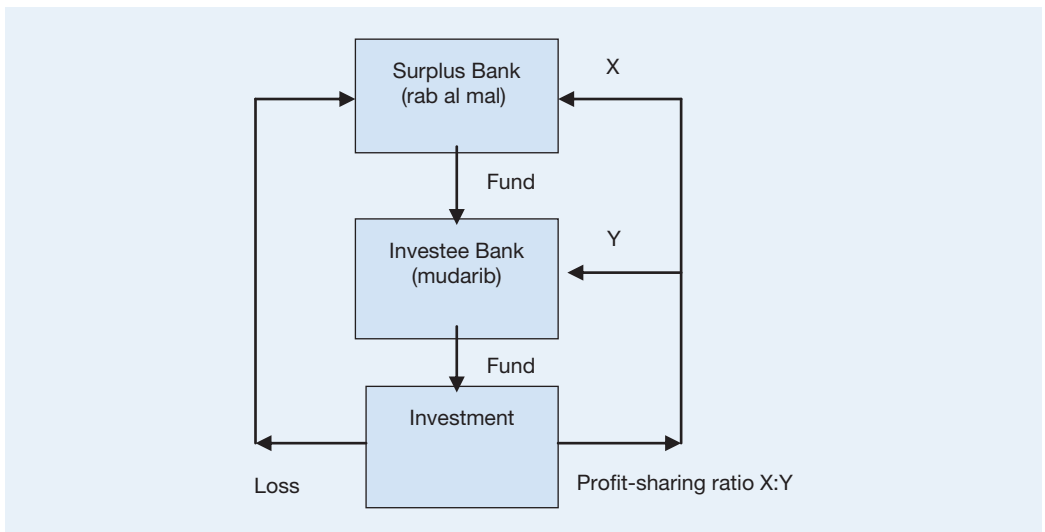 Surplus Bank
(rab al mal)
X
Fund
Investee Bank
(mudarib)
Y
Fund
Investment
Loss
Profit-sharing ratio X:Y